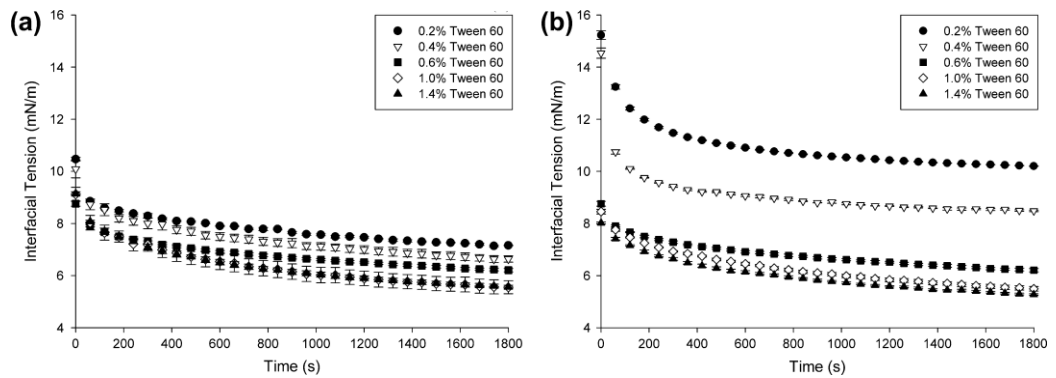 (a)
16
14
12
10
8
6
4
Interfacial Tension (mN/m)
0.2% Tween 60
0.4% Tween 60
0.6% Tween 60
1.0% Tween 60
1.4% Tween 60
0 200 400 600 800 1000 1200 1400 1600 1800
Time (s)
(b)
16
14
12
10
8
6
4
Interfacial Tension (mN/m)
0.2% Tween 60
0.4% Tween 60
0.6% Tween 60
1.0% Tween 60
1.4% Tween 60
0 200 400 600 800 1000 1200 1400 1600 1800
Time (s)